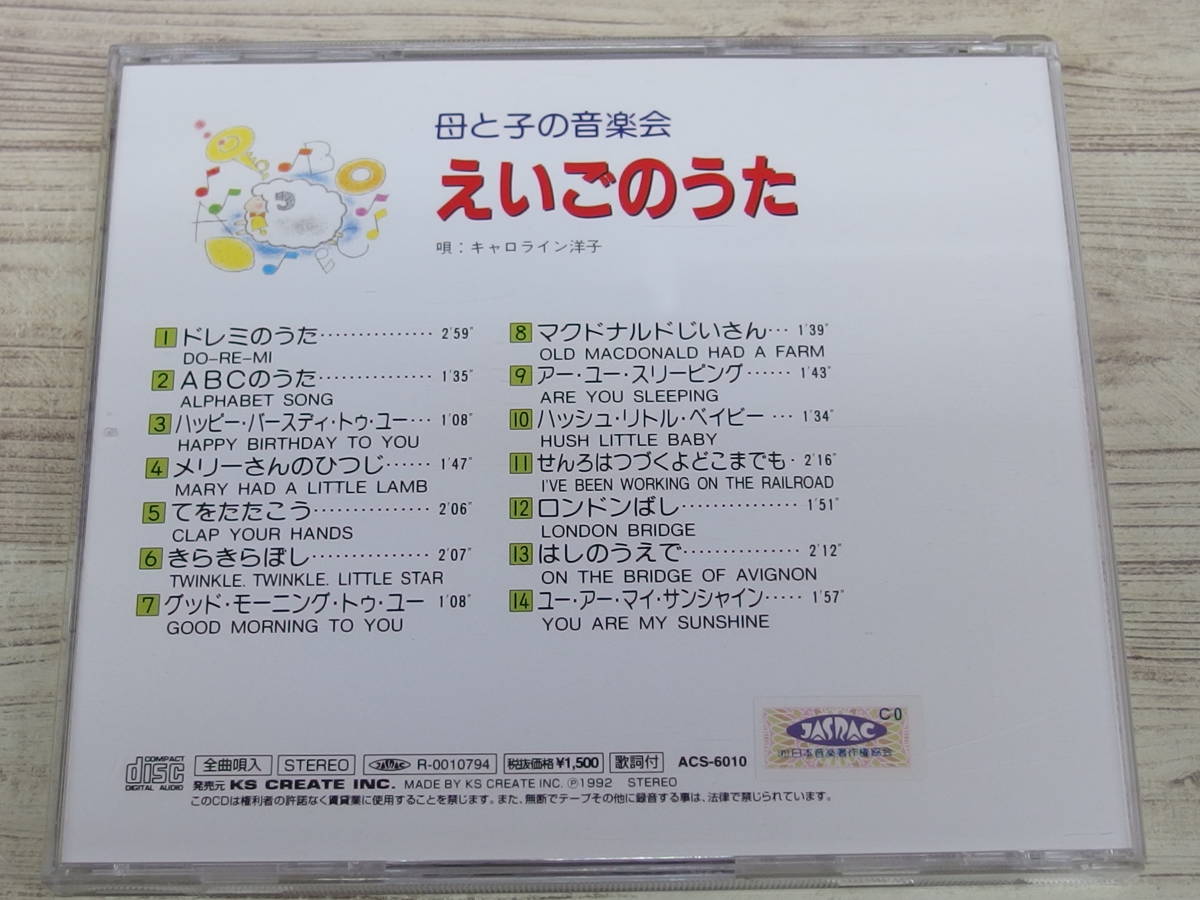 母と子の音楽会
えいごのうた
唄：キャロライン洋子
1 ドレミのうた‥‥‥‥‥‥‥ 2′59″
DO-RE-MI
2 ABCのうた‥‥‥‥‥‥‥ 1′35″
ALPHABET SONG
3 ハッピー・バースディ・トゥ・ユー… 1′08″
HAPPY BIRTHDAY TO YOU
4 メリーさんのひつじ‥‥‥ 1′47″
MARY HAD A LITTLE LAMB
5 てをたたこう‥‥‥‥‥‥‥ 2′06″
CLAP YOUR HANDS
6 きらきらぼし‥‥‥‥‥‥‥ 2′07″
TWINKLE. TWINKLE. LITTLE STAR
7 グッド・モーニング・トゥ・ユー 1′08″
GOOD MORNING TO YOU
8 マクドナルドじいさん… 1′39″
OLD MACDONALD HAD A FARM
9 アー・ユー・スリーピング‥‥‥ 1′43″
ARE YOU SLEEPING
10 ハッシュ・リトル・ベイビー … 1′34″
HUSH LITTLE BABY
11 せんろはつづくよどこまでも・ 2′16″
I'VE BEEN WORKING ON THE RAILROAD
12 ロンドンばし‥‥‥‥‥‥‥ 1′51″
LONDON BRIDGE
13 はしのうえで‥‥‥‥‥‥‥ 2′12″
ON THE BRIDGE OF AVIGNON
14 ユー・アー・マイ・サンシャイン‥‥・ 1′57″
YOU ARE MY SUNSHINE
JASRAC C0
(社)日本音楽著作権協会
COMPACT disc DIGITAL AUDIO 全曲唄入 STEREO JASRAC R-0010794 税抜価格¥1,500 歌詞付 ACS-6010
発売元 KS CREATE INC. MADE BY KS CREATE INC. Ⓟ1992 STEREO
このCDは権利者の許諾なく賃貸業に使用することを禁じます。また、無断でテープその他に録音する事は、法律で禁じられています。